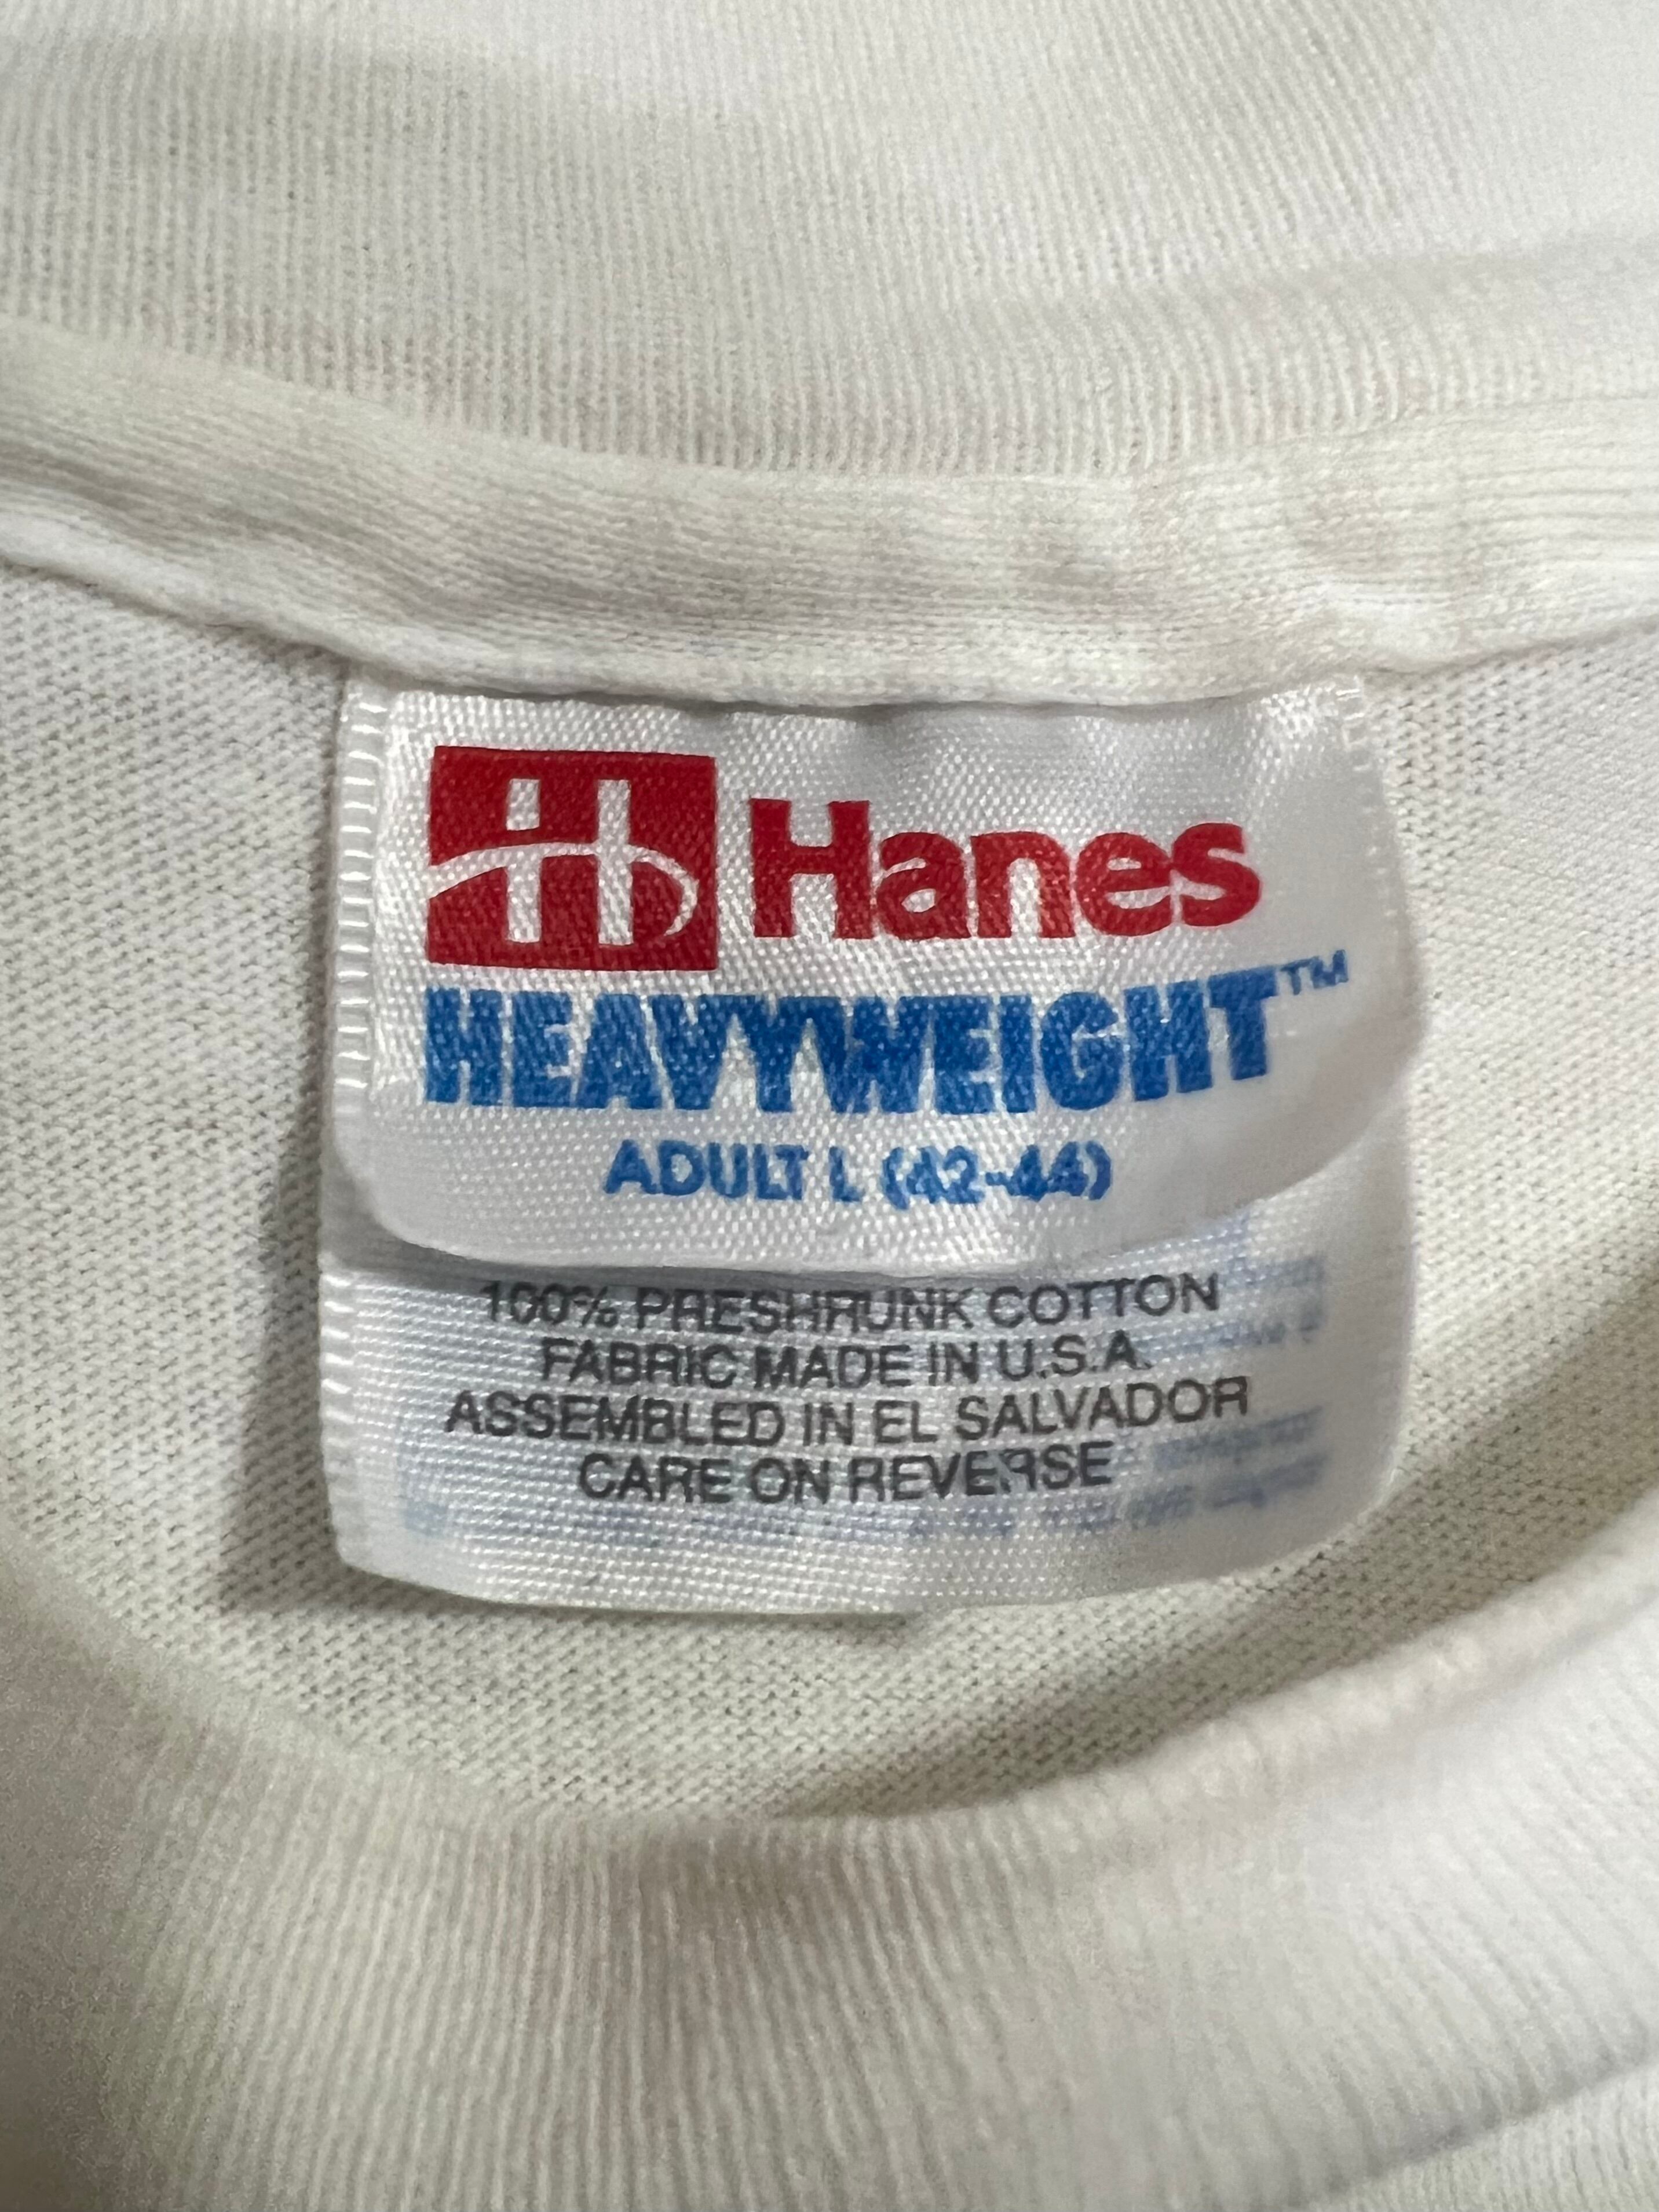 Hanes
HEAVYWEIGHT™
ADULT L (42-44)
100% PRESHRUNK COTTON
FABRIC MADE IN U.S.A.
ASSEMBLED IN EL SALVADOR
CARE ON REVERSE